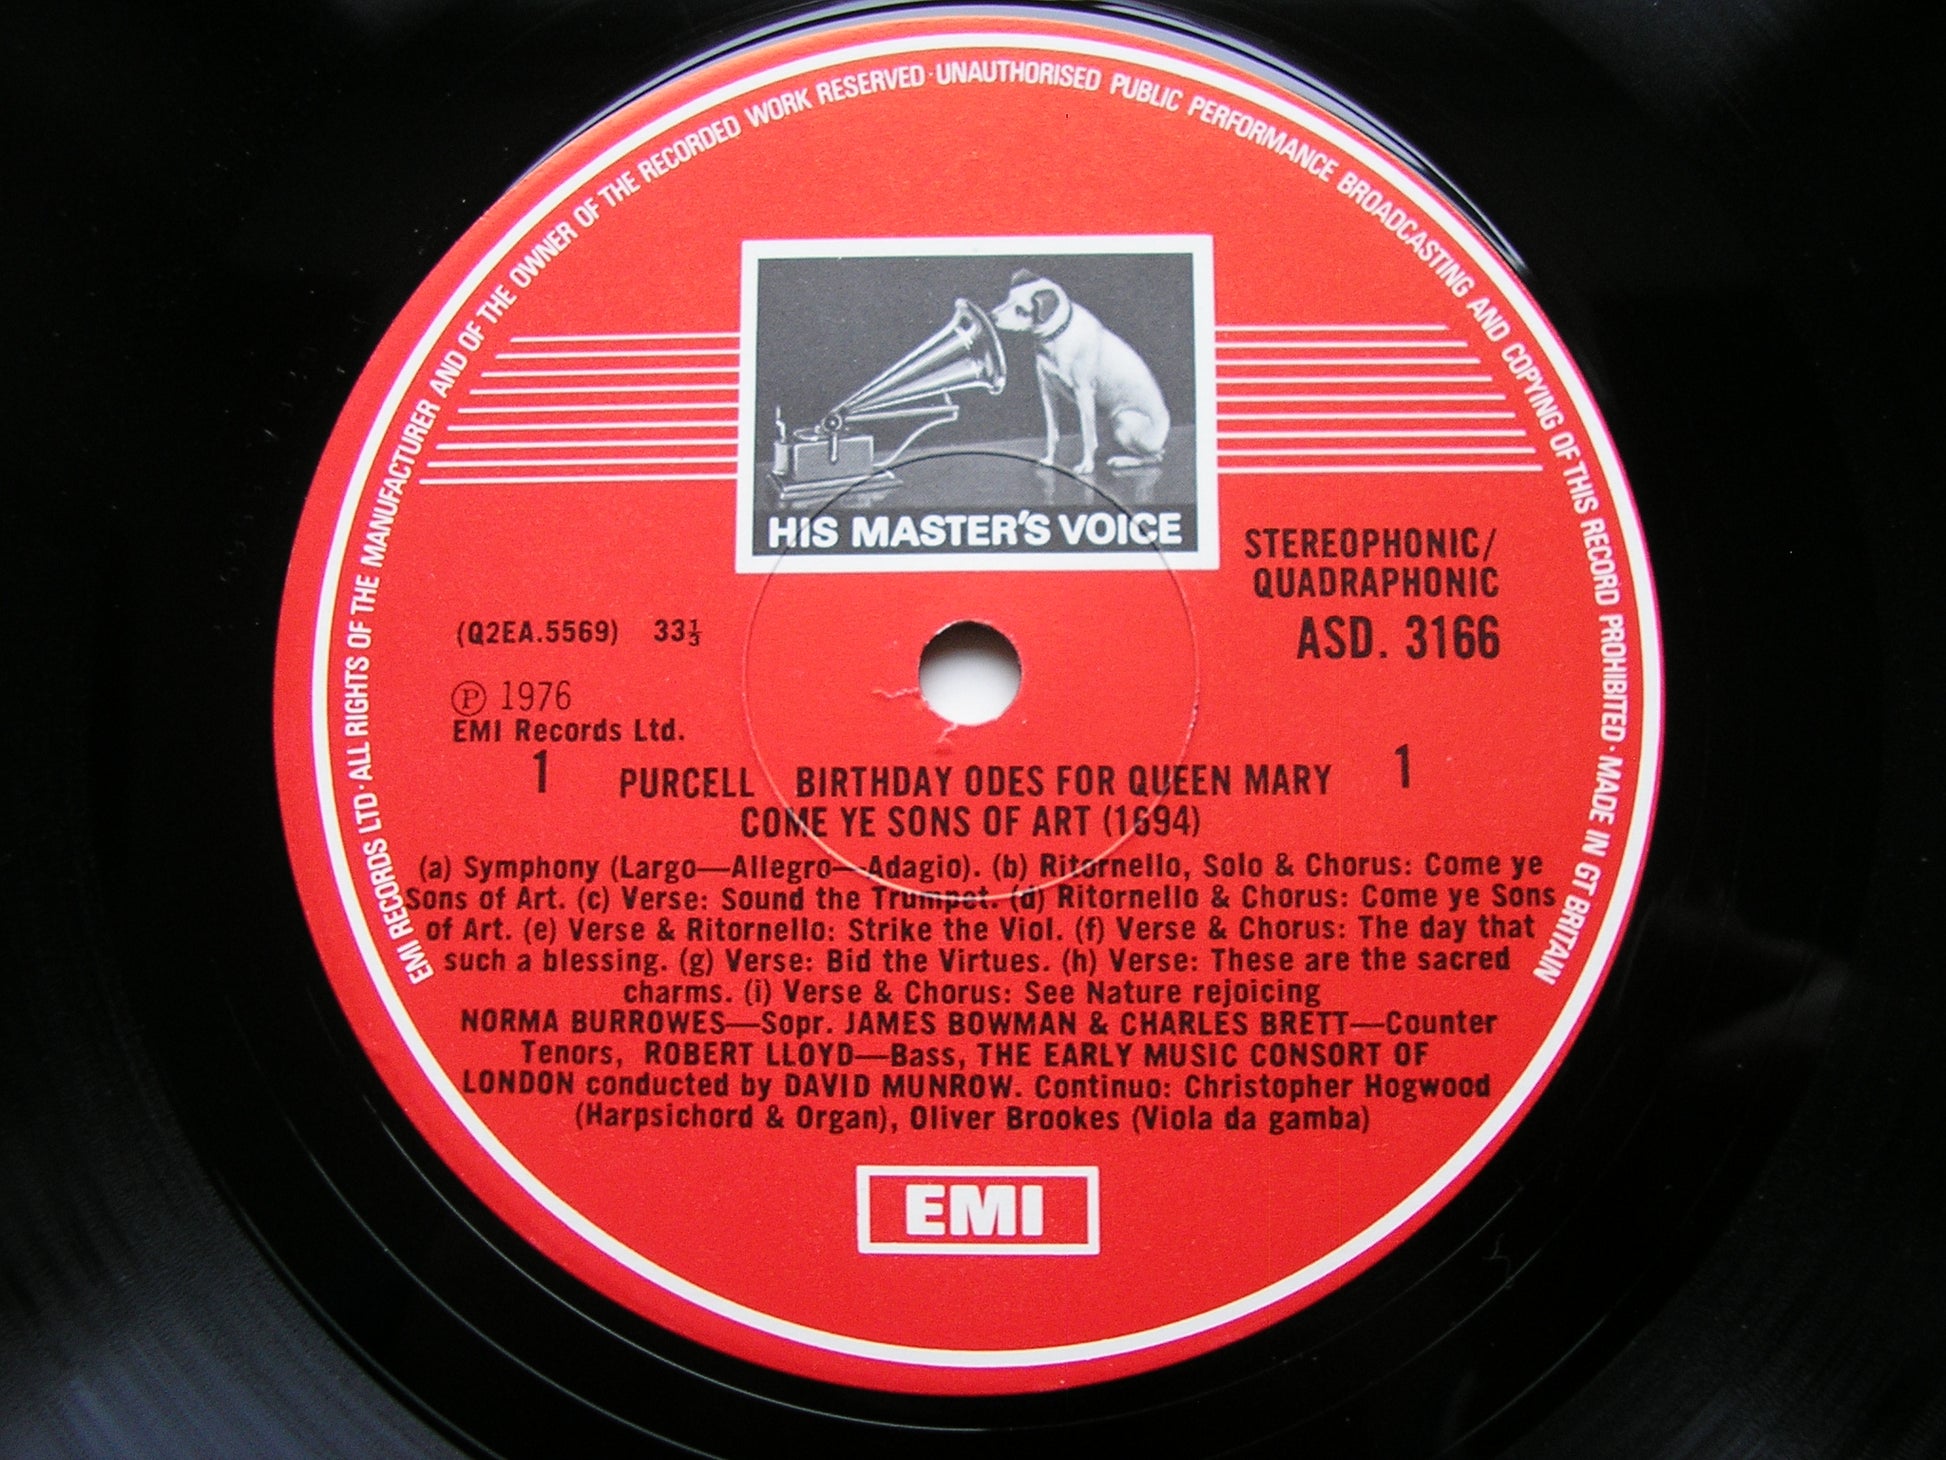 EMI RECORDS LTD · ALL RIGHTS OF THE MANUFACTURER AND OF THE OWNER OF THE RECORDED WORK RESERVED · UNAUTHORISED PUBLIC PERFORMANCE BROADCASTING AND COPYING OF THIS RECORD PROHIBITED · MADE IN GT BRITAIN
HIS MASTER'S VOICE
STEREOPHONIC/
QUADRAPHONIC
ASD. 3166
(Q2EA.5569) 33⅓
℗ 1976
EMI Records Ltd.
1 PURCELL BIRTHDAY ODES FOR QUEEN MARY 1
COME YE SONS OF ART (1694)
(a) Symphony (Largo—Allegro—Adagio). (b) Ritornello, Solo & Chorus: Come ye
Sons of Art. (c) Verse: Sound the Trumpet. (d) Ritornello & Chorus: Come ye Sons
of Art. (e) Verse & Ritornello: Strike the Viol. (f) Verse & Chorus: The day that
such a blessing. (g) Verse: Bid the Virtues. (h) Verse: These are the sacred
charms. (i) Verse & Chorus: See Nature rejoicing
NORMA BURROWES—Sopr. JAMES BOWMAN & CHARLES BRETT—Counter
Tenors, ROBERT LLOYD—Bass, THE EARLY MUSIC CONSORT OF
LONDON conducted by DAVID MUNROW. Continuo: Christopher Hogwood
(Harpsichord & Organ), Oliver Brookes (Viola da gamba)
EMI